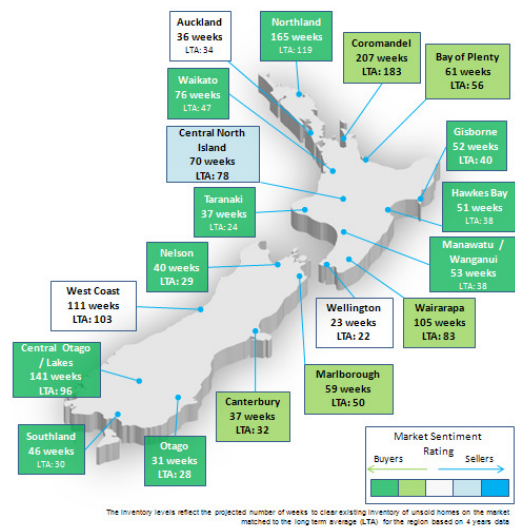 Auckland
36 weeks
LTA: 34
Northland
165 weeks
LTA: 119
Coromandel
207 weeks
LTA: 183
Bay of Plenty
61 weeks
LTA: 56
Waikato
76 weeks
LTA: 47
Central North
Island
70 weeks
LTA: 78
Gisborne
52 weeks
LTA: 40
Taranaki
37 weeks
LTA: 24
Hawkes Bay
51 weeks
LTA: 38
Nelson
40 weeks
LTA: 29
Manawatu /
Wanganui
53 weeks
LTA: 38
West Coast
111 weeks
LTA: 103
Wellington
23 weeks
LTA: 22
Wairarapa
105 weeks
LTA: 83
Central Otago
/ Lakes
141 weeks
LTA: 96
Canterbury
37 weeks
LTA: 32
Marlborough
59 weeks
LTA: 50
Southland
46 weeks
LTA: 30
Otago
31 weeks
LTA: 28
Market Sentiment
Rating
Buyers
Sellers
The Inventory levels reflect the projected number of weeks to clear existing inventory of unsold homes on the market
matched to the long term average (LTA) for the region based on 4 years data